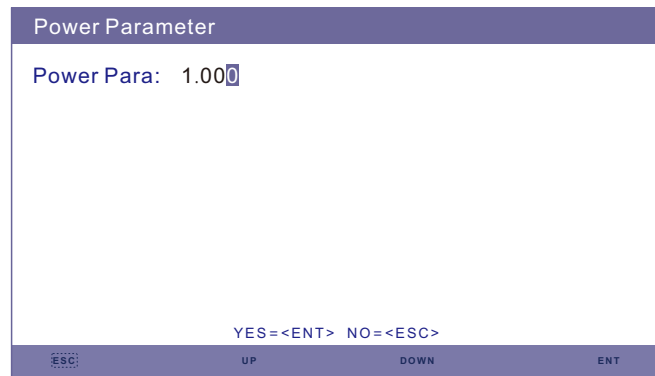 Power Parameter
Power Para: 1.000
YES=<ENT> NO=<ESC>
ESC UP DOWN ENT